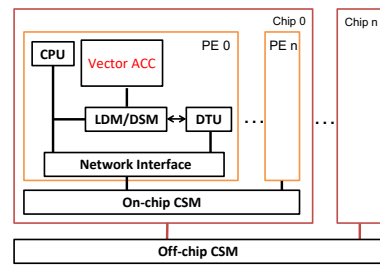 Chip 0
Chip n
PE 0
PE n
CPU
Vector ACC
LDM/DSM
DTU
...
...
Network Interface
On-chip CSM
Off-chip CSM